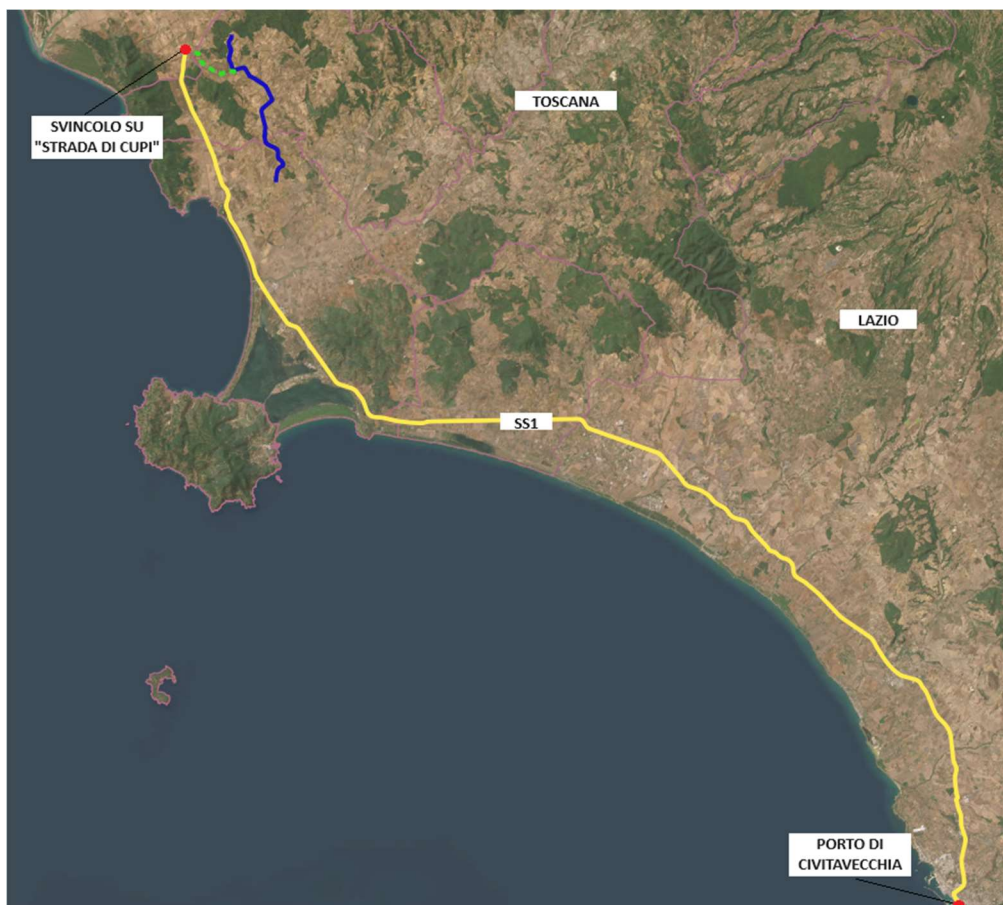 TOSCANA
SVINCOLO SU
"STRADA DI CUPI"
LAZIO
SS1
PORTO DI
CIVITAVECCHIA